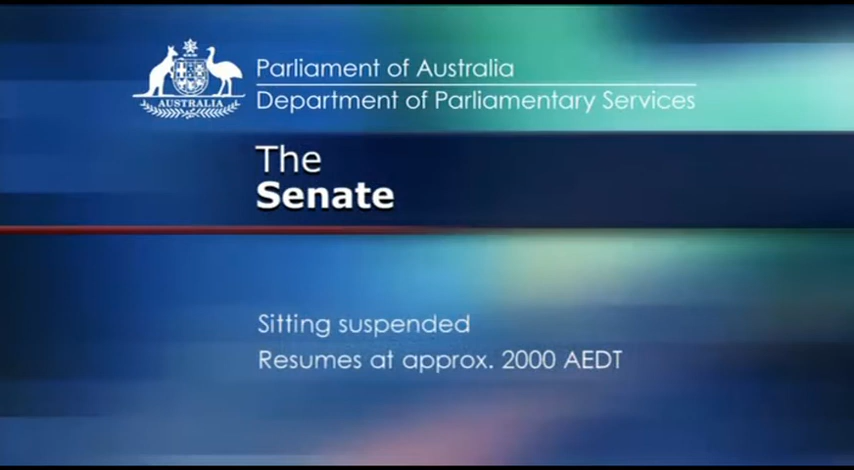 AUSTRALIA
Parliament of Australia
Department of Parliamentary Services
The
Senate
Sitting suspended
Resumes at approx. 2000 AEDT